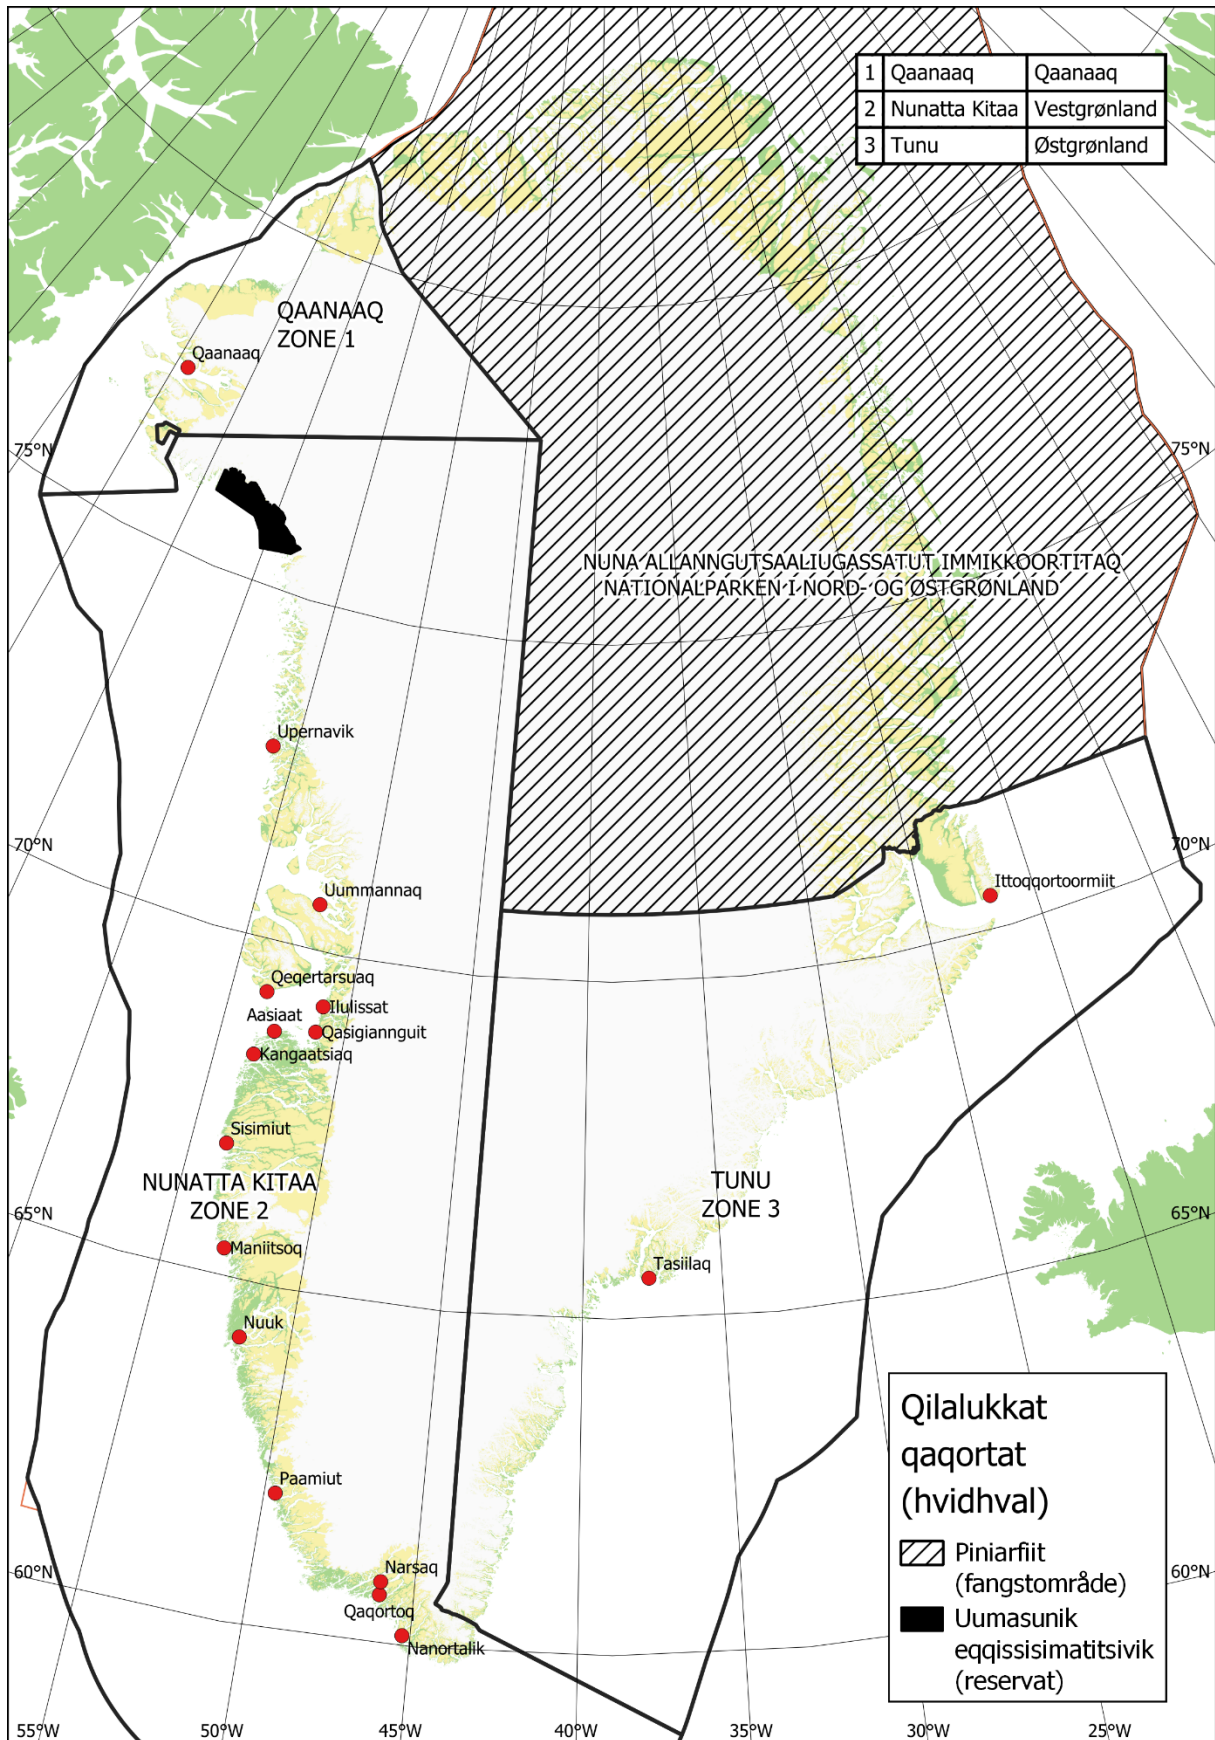 1 Qaanaaq Qaanaaq
2 Nunatta Kitaa Vestgrønland
3 Tunu Østgrønland
QAANAAQ
ZONE 1
Qaanaaq
75°N
75°N
NUNA ALLANNGUTSAALIUGASSATUT IMMIKKOORTITAQ
NATIONALPARKEN I NORD- OG ØSTGRØNLAND
Upernavik
70°N
70°N
Ittoqqortoormiit
Uummannaq
Qeqertarsuaq
Ilulissat
Aasiaat
Qasigiannguit
Kangaatsiaq
Sisimiut
NUNATTA KITAA
ZONE 2
TUNU
ZONE 3
65°N
65°N
Maniitsoq
Tasiilaq
Nuuk
Paamiut
60°N
60°N
Narsaq
Qaqortoq
Nanortalik
Qilalukkat
qaqortat
(hvidhval)
Piniarfiit
(fangstområde)
Uumasunik
eqqissisimatitsivik
(reservat)
55°W 50°W 45°W 40°W 35°W 30°W 25°W